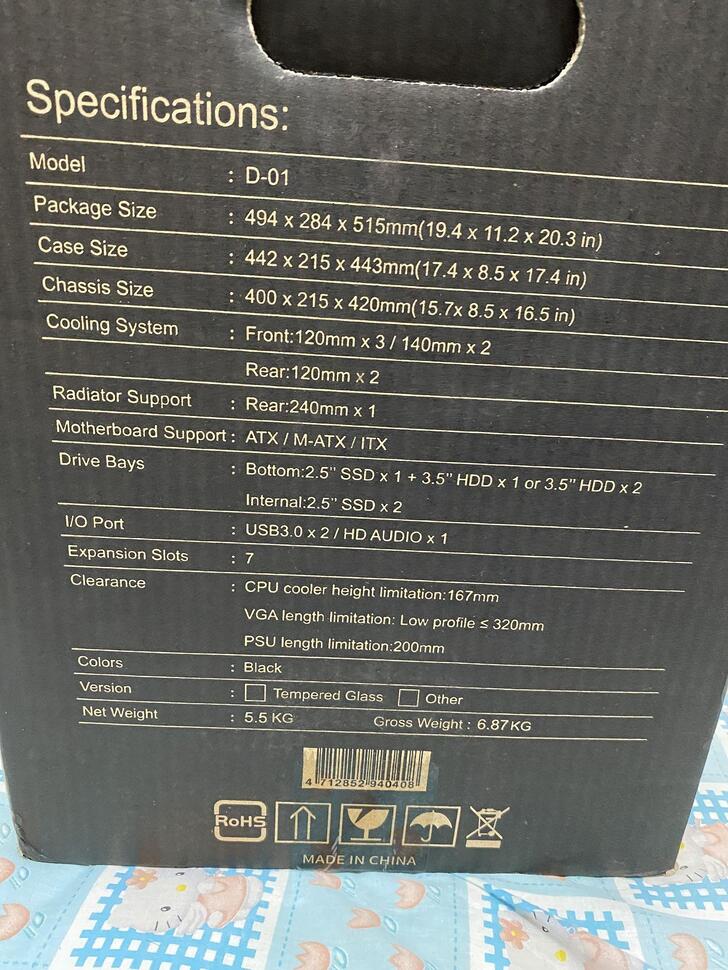 Specifications:
Model : D-01
Package Size : 494 x 284 x 515mm(19.4 x 11.2 x 20.3 in)
Case Size : 442 x 215 x 443mm(17.4 x 8.5 x 17.4 in)
Chassis Size : 400 x 215 x 420mm(15.7x 8.5 x 16.5 in)
Cooling System : Front:120mm x 3 / 140mm x 2
Rear:120mm x 2
Radiator Support : Rear:240mm x 1
Motherboard Support : ATX / M-ATX / ITX
Drive Bays : Bottom:2.5" SSD x 1 + 3.5" HDD x 1 or 3.5" HDD x 2
Internal:2.5" SSD x 2
I/O Port : USB3.0 x 2 / HD AUDIO x 1
Expansion Slots : 7
Clearance : CPU cooler height limitation:167mm
VGA length limitation: Low profile ≤ 320mm
PSU length limitation:200mm
Colors : Black
Version : Tempered Glass Other
Net Weight : 5.5 KG Gross Weight : 6.87KG
4 712852 940408
RoHS
MADE IN CHINA